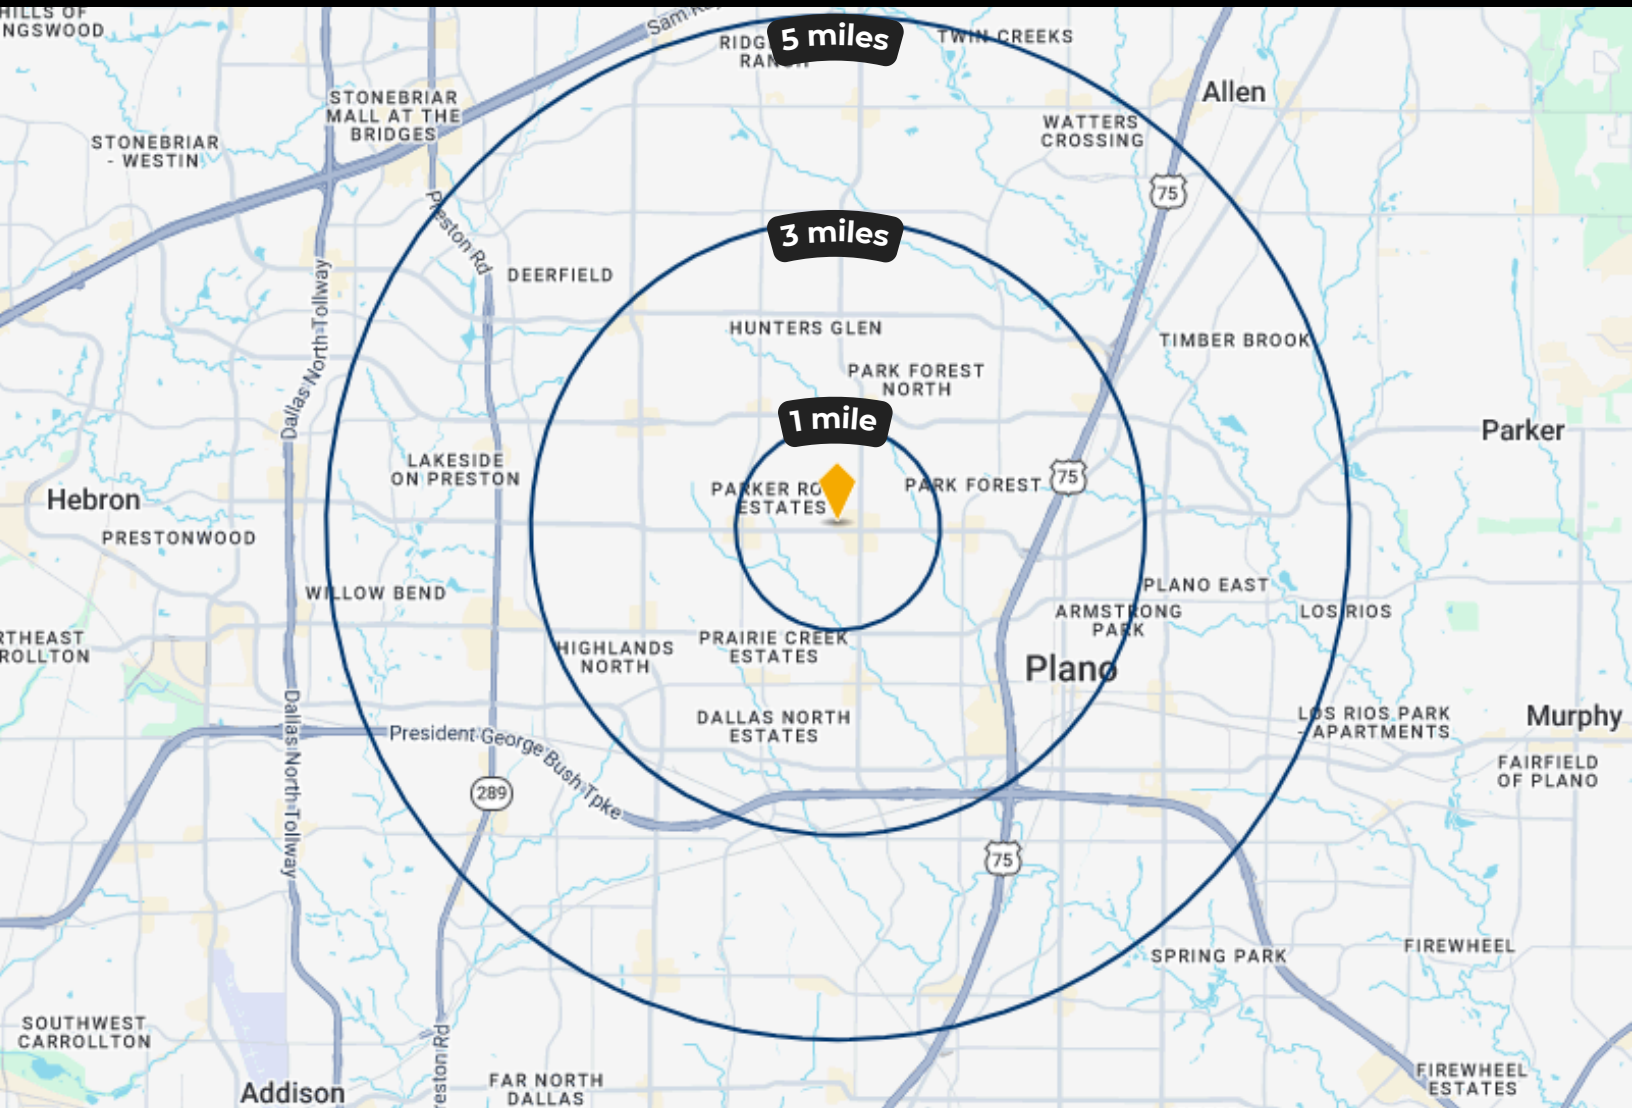 HILLS OF
NGSWOOD
Sam
5 miles
TWIN CREEKS
Allen
STONEBRIAR
MALL AT THE
BRIDGES
STONEBRIAR
- WESTIN
WATTERS
CROSSING
75
Preston Rd
3 miles
DEERFIELD
Dallas North Tollway
HUNTERS GLEN
TIMBER BROOK
PARK FOREST
NORTH
1 mile
Parker
LAKESIDE
ON PRESTON
PARKER RO
ESTATES
PARK FOREST
75
Hebron
PRESTONWOOD
WILLOW BEND
PLANO EAST
ARMSTRONG
PARK
LOS RIOS
RTHEAST
ROLLTON
HIGHLANDS
NORTH
PRAIRIE CREEK
ESTATES
Plano
DALLAS NORTH
ESTATES
LOS RIOS PARK
- APARTMENTS
Murphy
President George Bush Tpke
Dallas North Tollway
FAIRFIELD
OF PLANO
289
75
SPRING PARK
FIREWHEEL
SOUTHWEST
CARROLLTON
reston Rd
Addison
FAR NORTH
DALLAS
FIREWHEEL
ESTATES